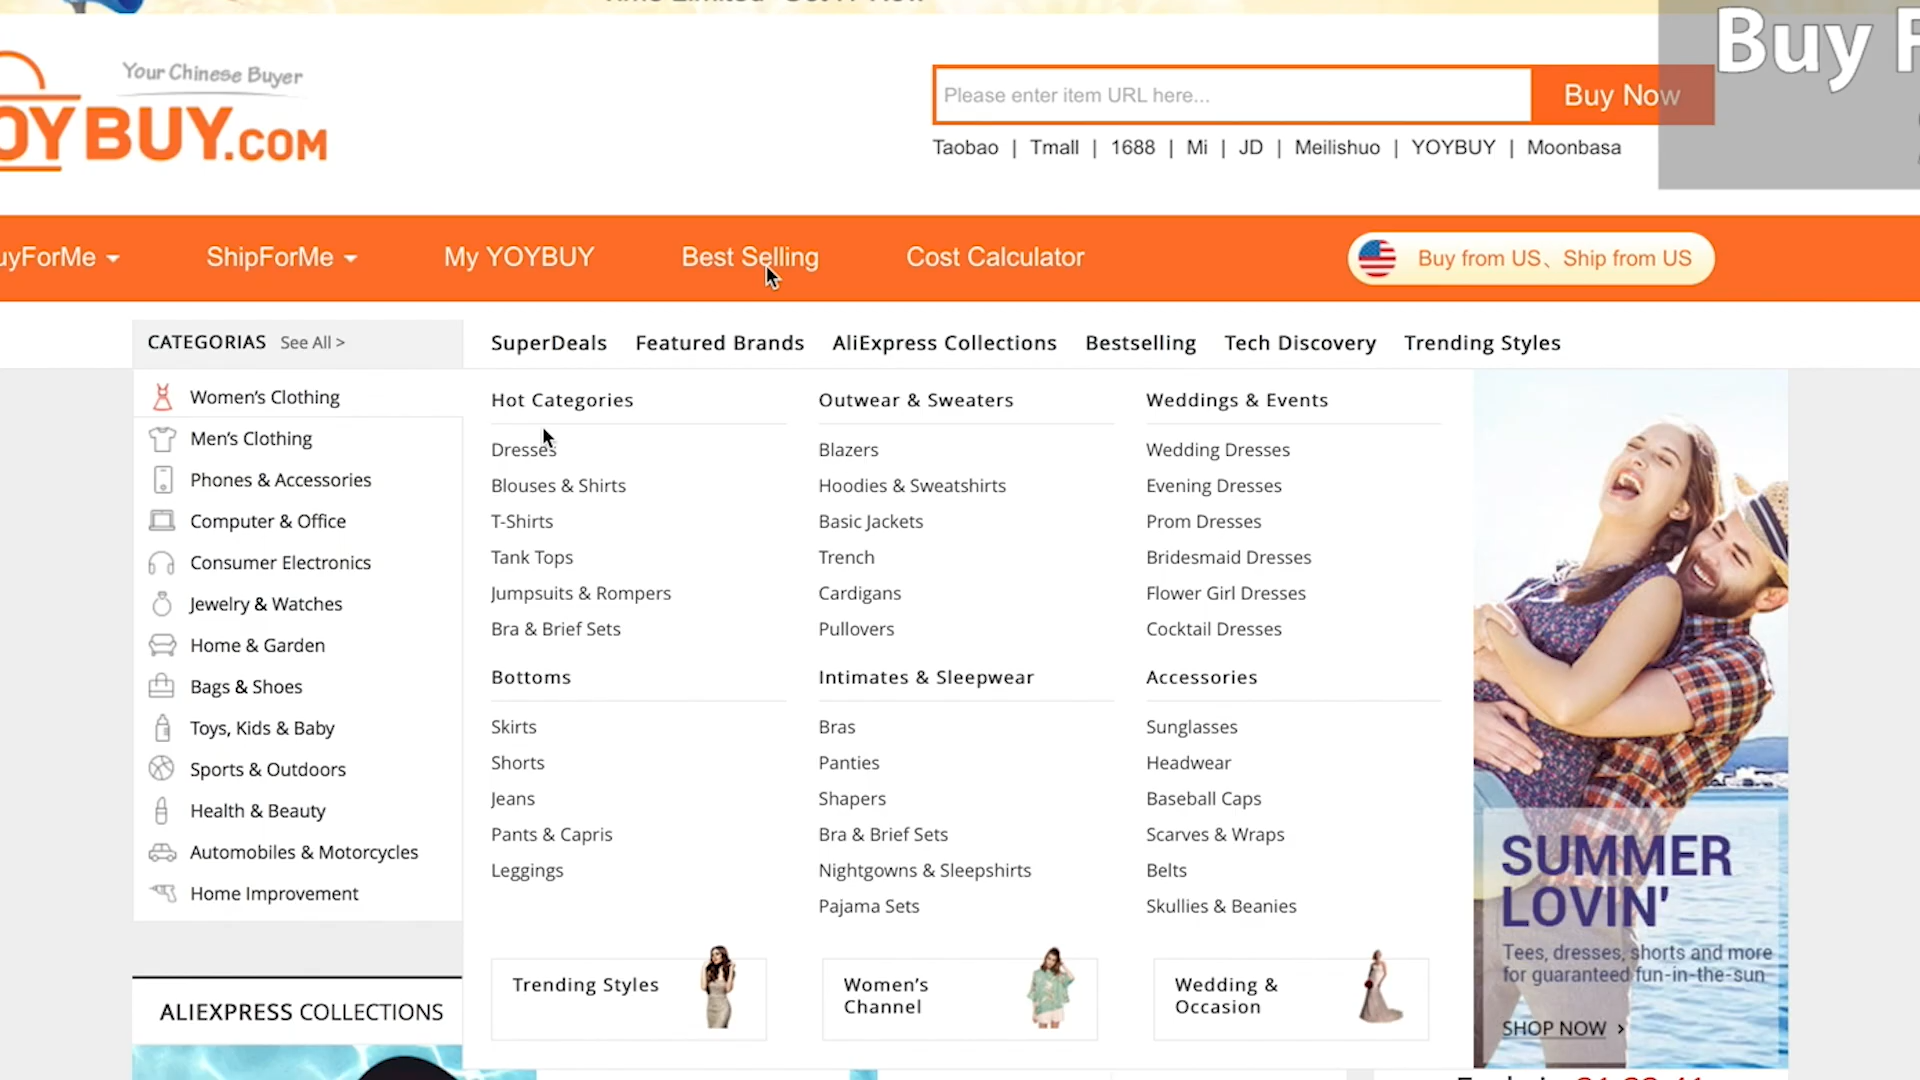 Buy
Your Chinese Buyer
OYBUY.COM
Please enter item URL here...
Buy Now
Taobao | Tmall | 1688 | Mi | JD | Meilishuo | YOYBUY | Moonbasa
uyForMe
ShipForMe
My YOYBUY
Best Selling
Cost Calculator
Buy from US、Ship from US
CATEGORIAS See All >
SuperDeals
Featured Brands
AliExpress Collections
Bestselling
Tech Discovery
Trending Styles
Women's Clothing
Men's Clothing
Phones & Accessories
Computer & Office
Consumer Electronics
Jewelry & Watches
Home & Garden
Bags & Shoes
Toys, Kids & Baby
Sports & Outdoors
Health & Beauty
Automobiles & Motorcycles
Home Improvement
Hot Categories
Dresses
Blouses & Shirts
T-Shirts
Tank Tops
Jumpsuits & Rompers
Bra & Brief Sets
Outwear & Sweaters
Blazers
Hoodies & Sweatshirts
Basic Jackets
Trench
Cardigans
Pullovers
Weddings & Events
Wedding Dresses
Evening Dresses
Prom Dresses
Bridesmaid Dresses
Flower Girl Dresses
Cocktail Dresses
Bottoms
Skirts
Shorts
Jeans
Pants & Capris
Leggings
Intimates & Sleepwear
Bras
Panties
Shapers
Bra & Brief Sets
Nightgowns & Sleepshirts
Pajama Sets
Accessories
Sunglasses
Headwear
Baseball Caps
Scarves & Wraps
Belts
Skullies & Beanies
Trending Styles
Women's
Channel
Wedding &
Occasion
SUMMER
LOVIN'
Tees, dresses, shorts and more
for guaranteed fun-in-the-sun
SHOP NOW >
ALIEXPRESS COLLECTIONS